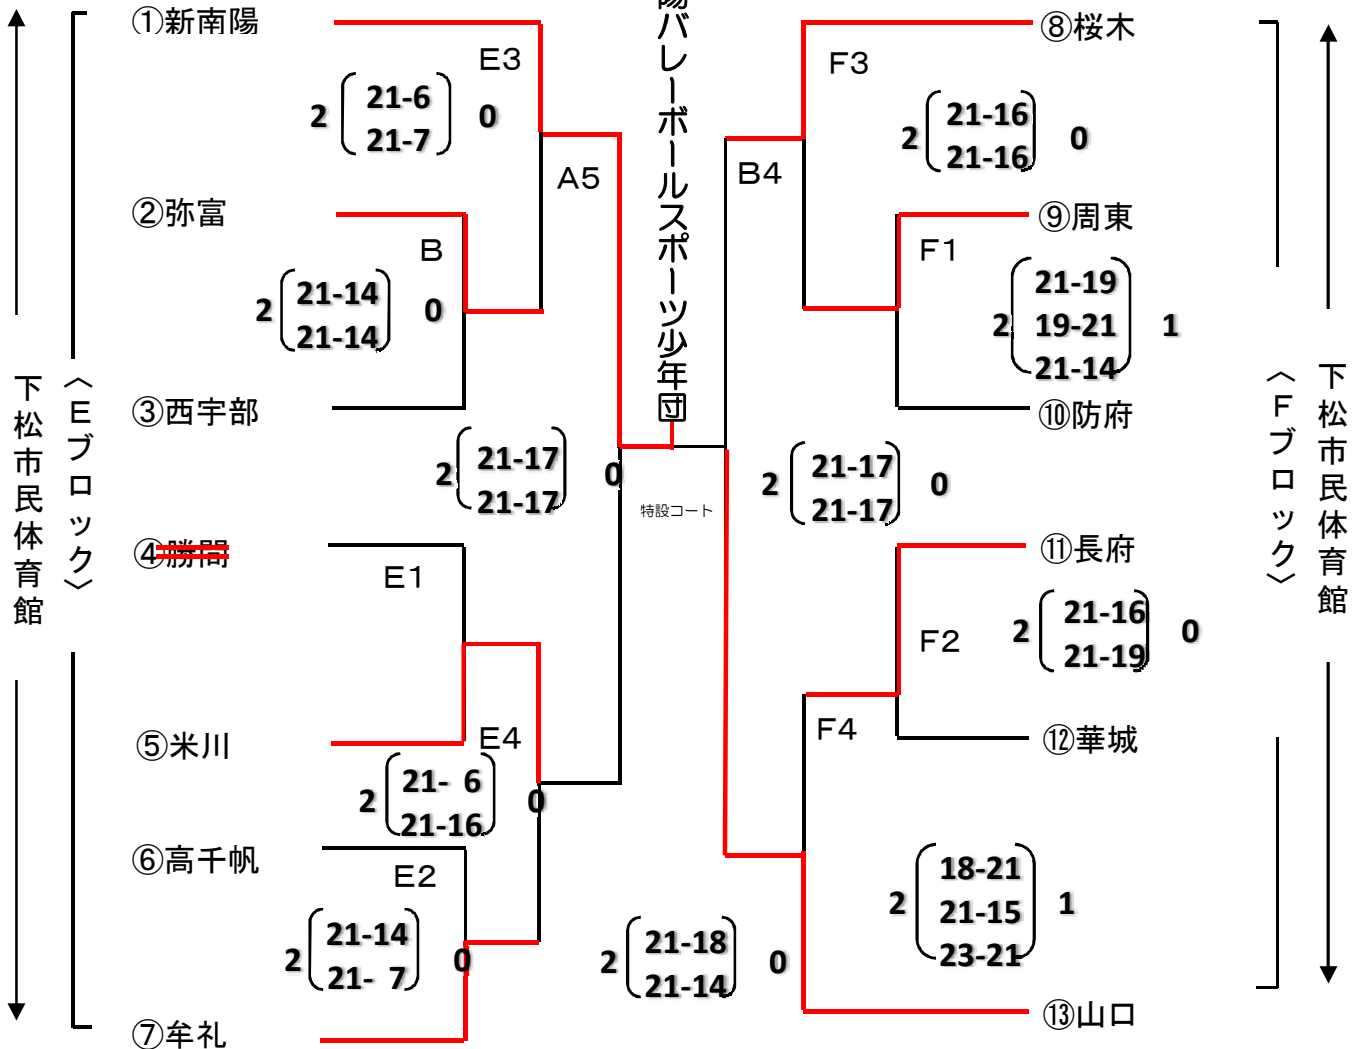 陽バレーボールスポーツ少年団
①新南陽
E3
2 21-6 0
21-7
A5
②弥富
B
2 21-14 0
21-14
③西宇部
2 21-17 0
21-17
④勝間
E1
⑤米川
E4
2 21- 6 0
21-16
⑥高千帆
E2
2 21-14 0
21- 7
⑦牟礼
下松市民体育館
〈Eブロック〉
特設コート
⑧桜木
F3
2 21-16 0
21-16
B4
⑨周東
F1
21-19
2 19-21 1
21-14
⑩防府
2 21-17 0
21-17
⑪長府
F2
2 21-16 0
21-19
⑫華城
F4
18-21
2 21-15 1
23-21
2 21-18 0
21-14
⑬山口
〈Fブロック〉
下松市民体育館